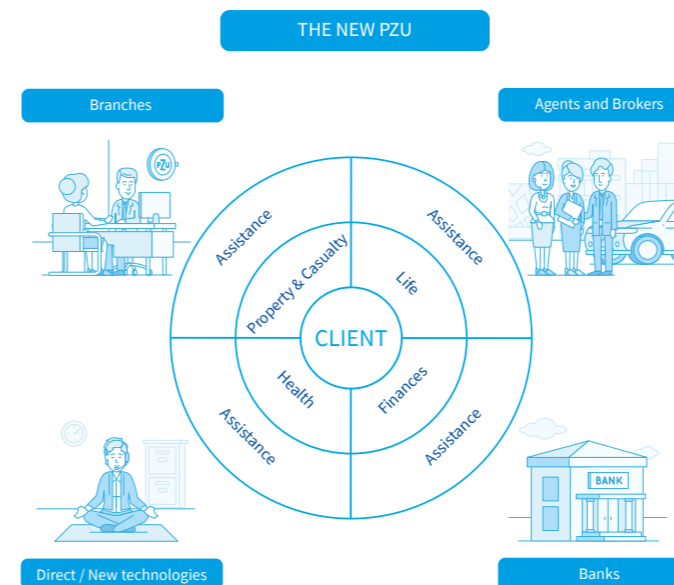 THE NEW PZU
Branches
Agents and Brokers
PZU
Assistance
Assistance
Property & Casualty
Life
CLIENT
Health
Finances
Assistance
Assistance
BANK
Direct / New technologies
Banks